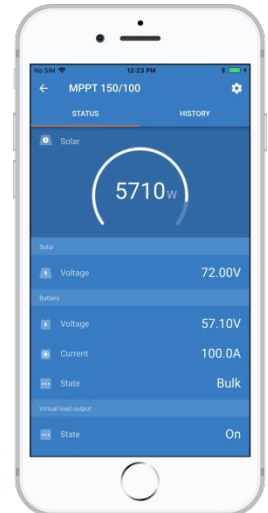 No SIM 12:23 PM
MPPT 150/100
STATUS HISTORY
Solar
5710W
Solar
Voltage 72.00V
Battery
Voltage 57.10V
Current 100.0A
State Bulk
Virtual load output
State On